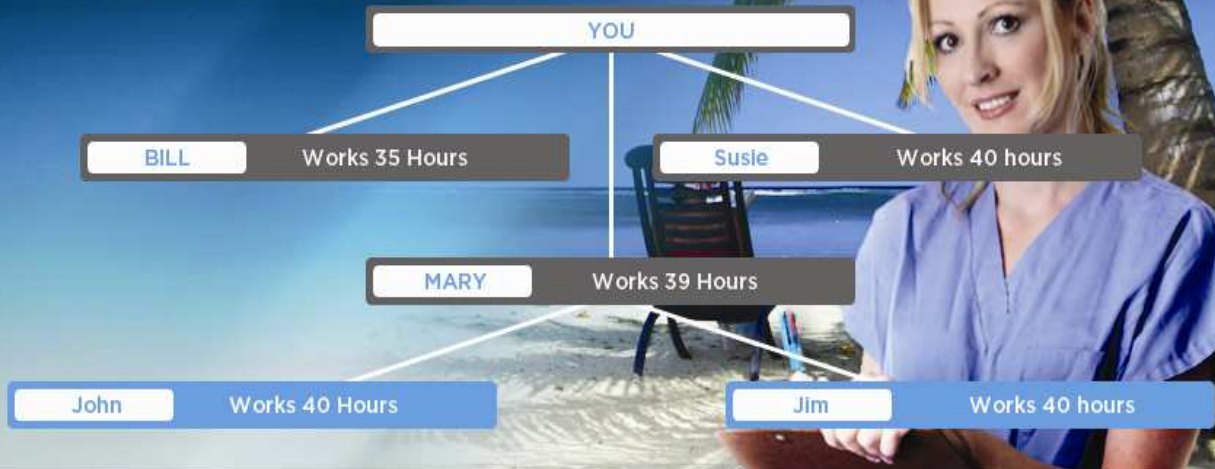 YOU
BILL Works 35 Hours
Susie Works 40 hours
MARY Works 39 Hours
John Works 40 Hours
Jim Works 40 hours